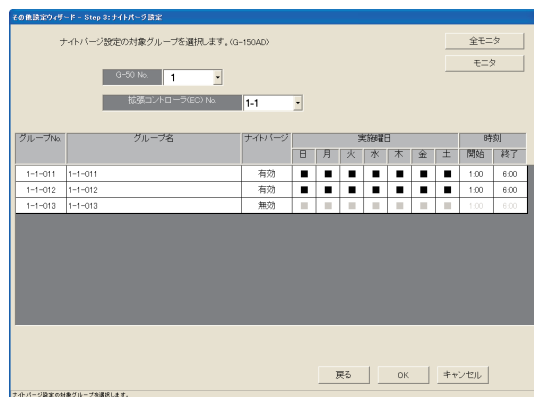 その他設定ウィザード - Step 3:ナイトパージ設定
ナイトパージ設定の対象グループを選択します。(G-150AD)
全モニタ
モニタ
G-50 No. 1
拡張コントローラ(EC) No. 1-1
グループNo. グループ名 ナイトパージ 実施曜日 時刻
日 月 火 水 木 金 土 開始 終了
1-1-011 1-1-011 有効 ■ ■ ■ ■ ■ ■ ■ 1:00 6:00
1-1-012 1-1-012 有効 ■ ■ ■ ■ ■ ■ ■ 1:00 6:00
1-1-013 1-1-013 無効 ■ ■ ■ ■ ■ ■ ■ 1:00 6:00
戻る OK キャンセル
ナイトパージ設定の対象グループを選択します。